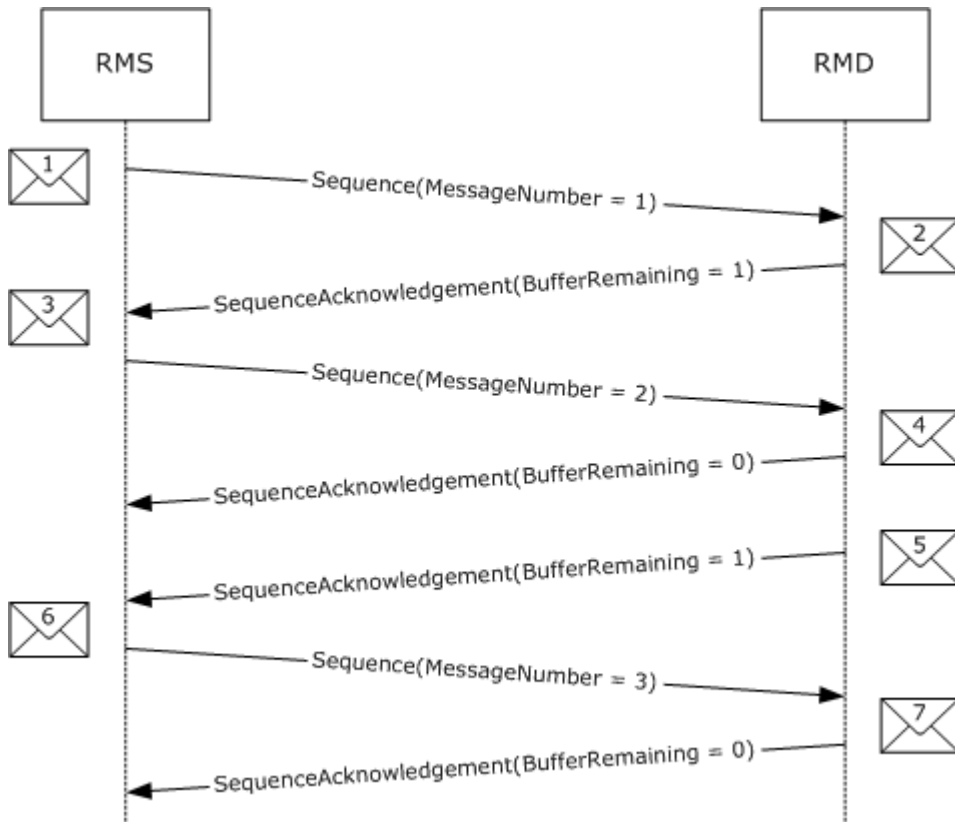 RMS
RMD
1
Sequence(MessageNumber = 1)
2
SequenceAcknowledgement(BufferRemaining = 1)
3
Sequence(MessageNumber = 2)
4
SequenceAcknowledgement(BufferRemaining = 0)
5
SequenceAcknowledgement(BufferRemaining = 1)
6
Sequence(MessageNumber = 3)
7
SequenceAcknowledgement(BufferRemaining = 0)